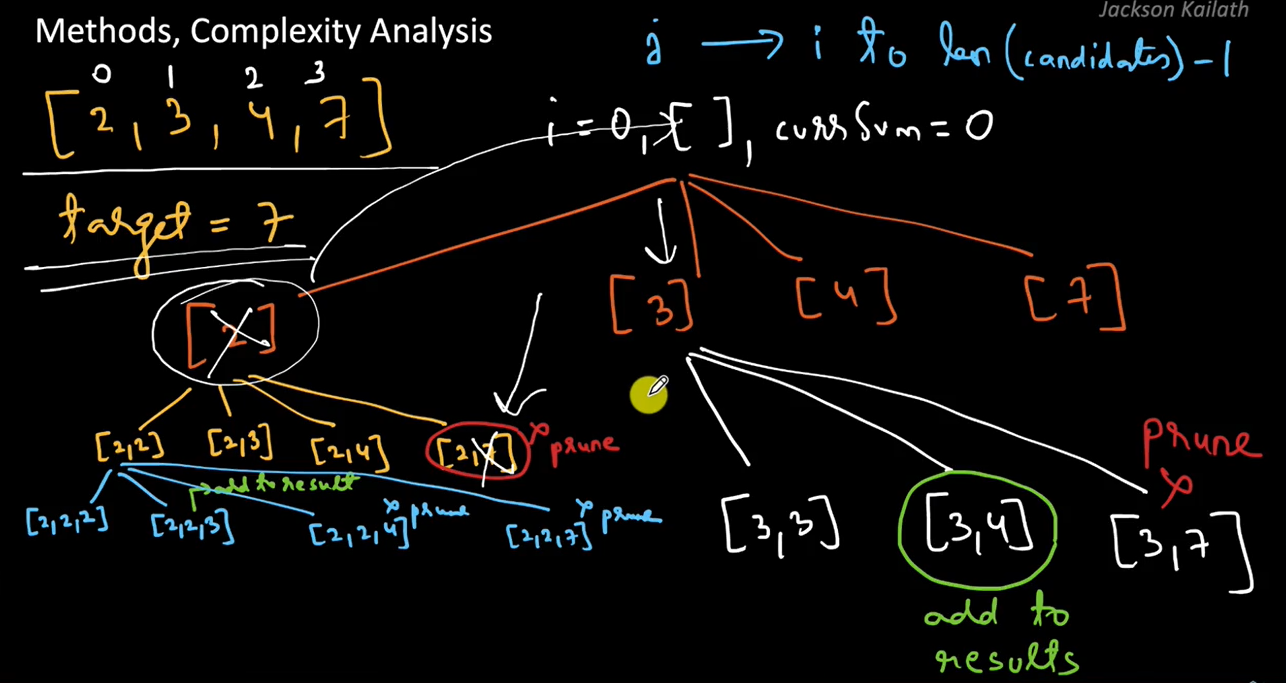 Jackson Kailath
Methods, Complexity Analysis
j → i to len(candidates)-1
0 1 2 3
[2, 3, 4, 7]
i = 0, [ ], currSum = 0
target = 7
[2] [3] [4] [7]
[2,2] [2,3] [2,4] [2,7] x prune
add to result
[2,2,2] [2,2,3] [2,2,4] x prune [2,2,7] x prune
prune
x
[3,3] [3,4] [3,7]
add to
results